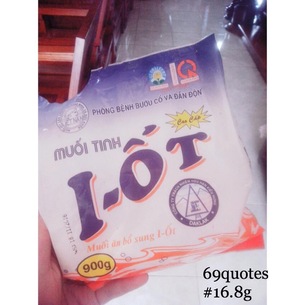 PHÒNG BỆNH BƯỚU CỔ VÀ ĐẦN ĐỘN
MUỐI TINH
Cao Cấp
I-ỐT
Muối ăn bổ sung I-Ốt
900g
69quotes
#16.8g